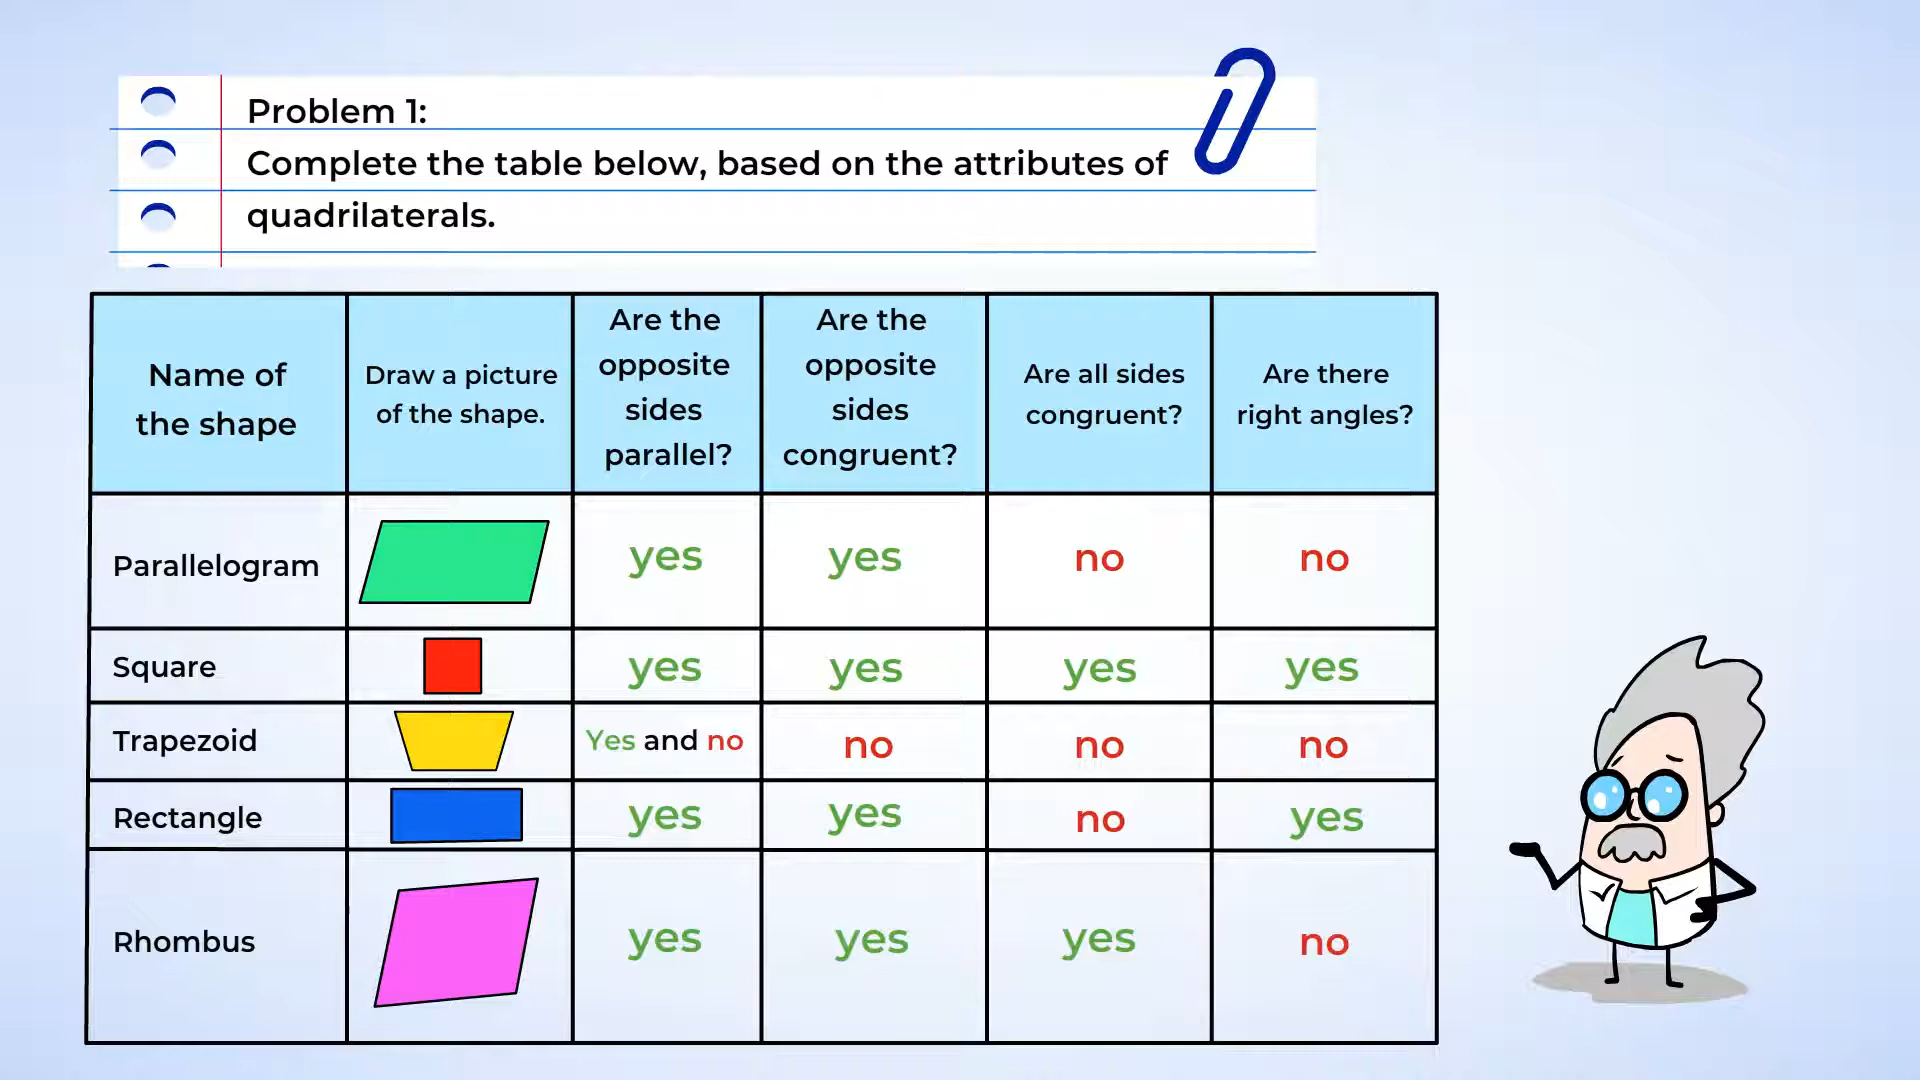 Problem 1:
Complete the table below, based on the attributes of
quadrilaterals.
Name of
the shape
Draw a picture
of the shape.
Are the
opposite
sides
parallel?
Are the
opposite
sides
congruent?
Are all sides
congruent?
Are there
right angles?
Parallelogram
yes
yes
no
no
Square
yes
yes
yes
yes
Trapezoid
Yes and no
no
no
no
Rectangle
yes
yes
no
yes
Rhombus
yes
yes
yes
no